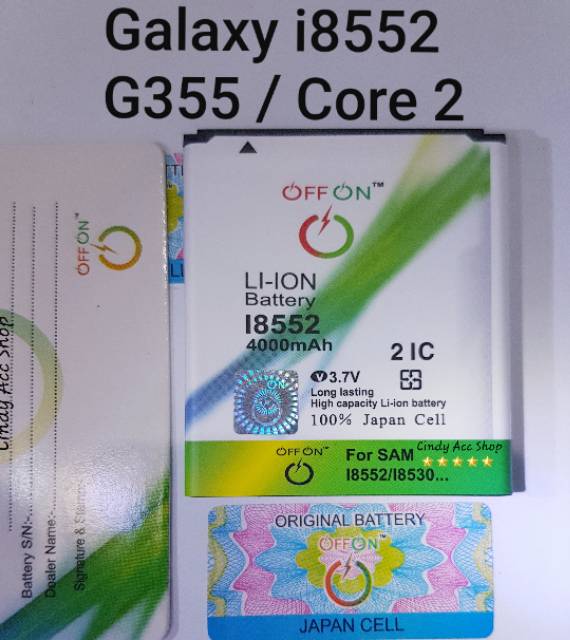 Galaxy i8552
G355 / Core 2
OFF ON™
LI-ION
Battery
I8552
4000mAh
2 IC
ON
V 3.7V
Long lasting
High capacity Li-ion battery
100% Japan Cell
OFF ON™
For SAM
I8552/I8530...
Cindy Acc Shop
ORIGINAL BATTERY
OFF ON™
JAPAN CELL
OFF ON™
Cindy Acc Shop
Battery S/N:-
Dealer Name:-
Signature & Stamp